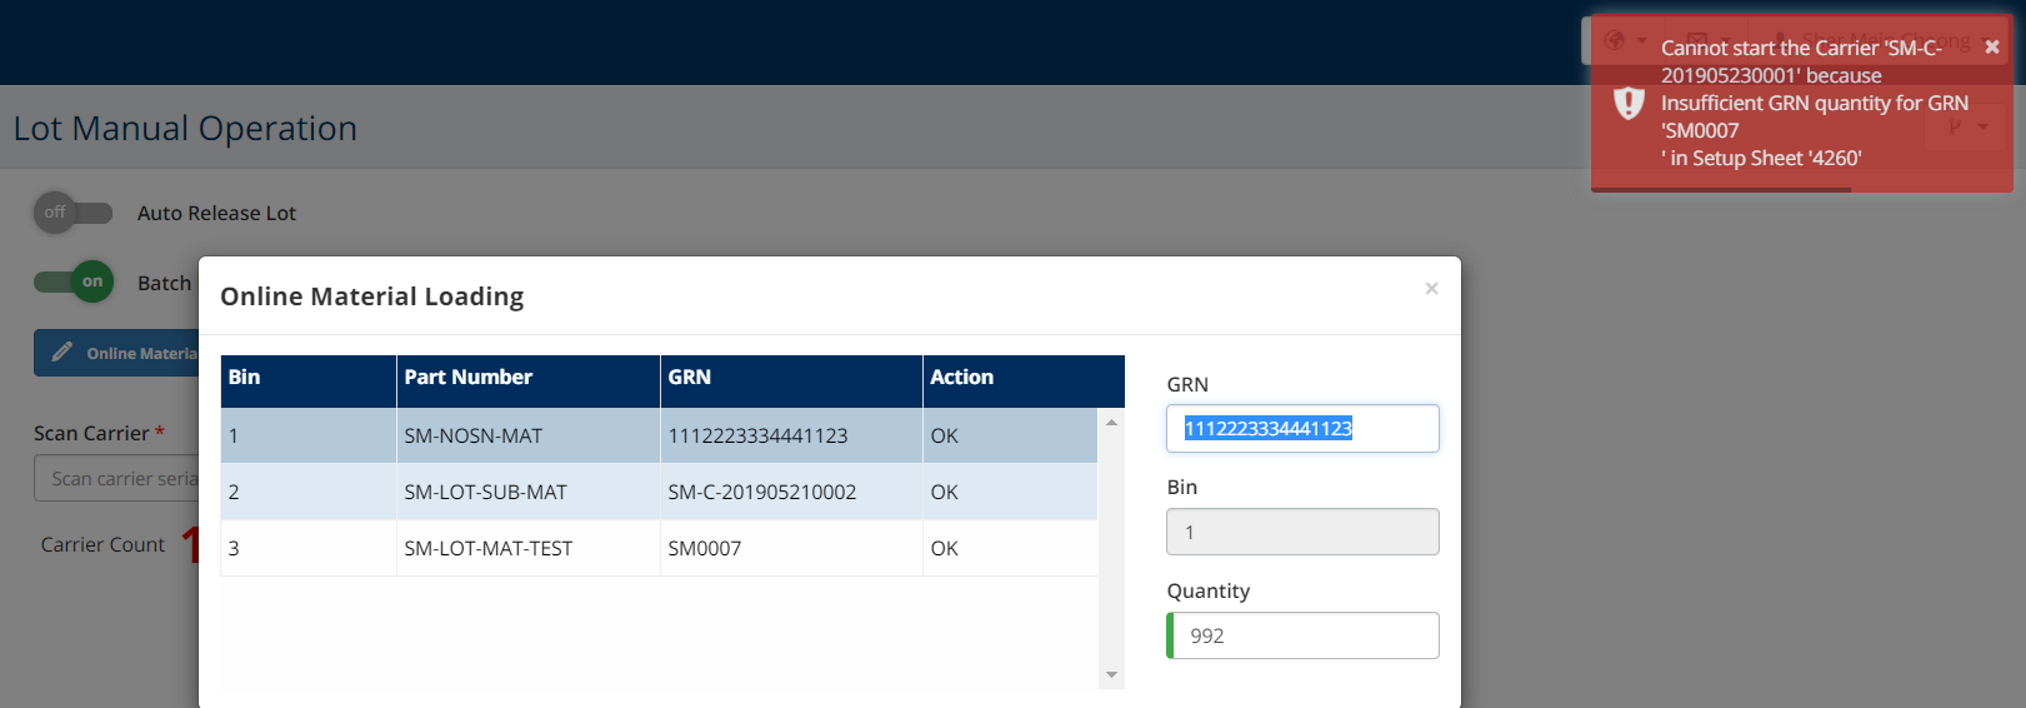 Cannot start the Carrier 'SM-C-
201905230001' because
Insufficient GRN quantity for GRN
'SM0007
' in Setup Sheet '4260'
Lot Manual Operation
off Auto Release Lot
on Batch
Online Materia
Scan Carrier *
Scan carrier seria
Carrier Count 1
Online Material Loading
Bin Part Number GRN Action
1 SM-NOSN-MAT 1112223334441123 OK
2 SM-LOT-SUB-MAT SM-C-201905210002 OK
3 SM-LOT-MAT-TEST SM0007 OK
GRN
1112223334441123
Bin
1
Quantity
992